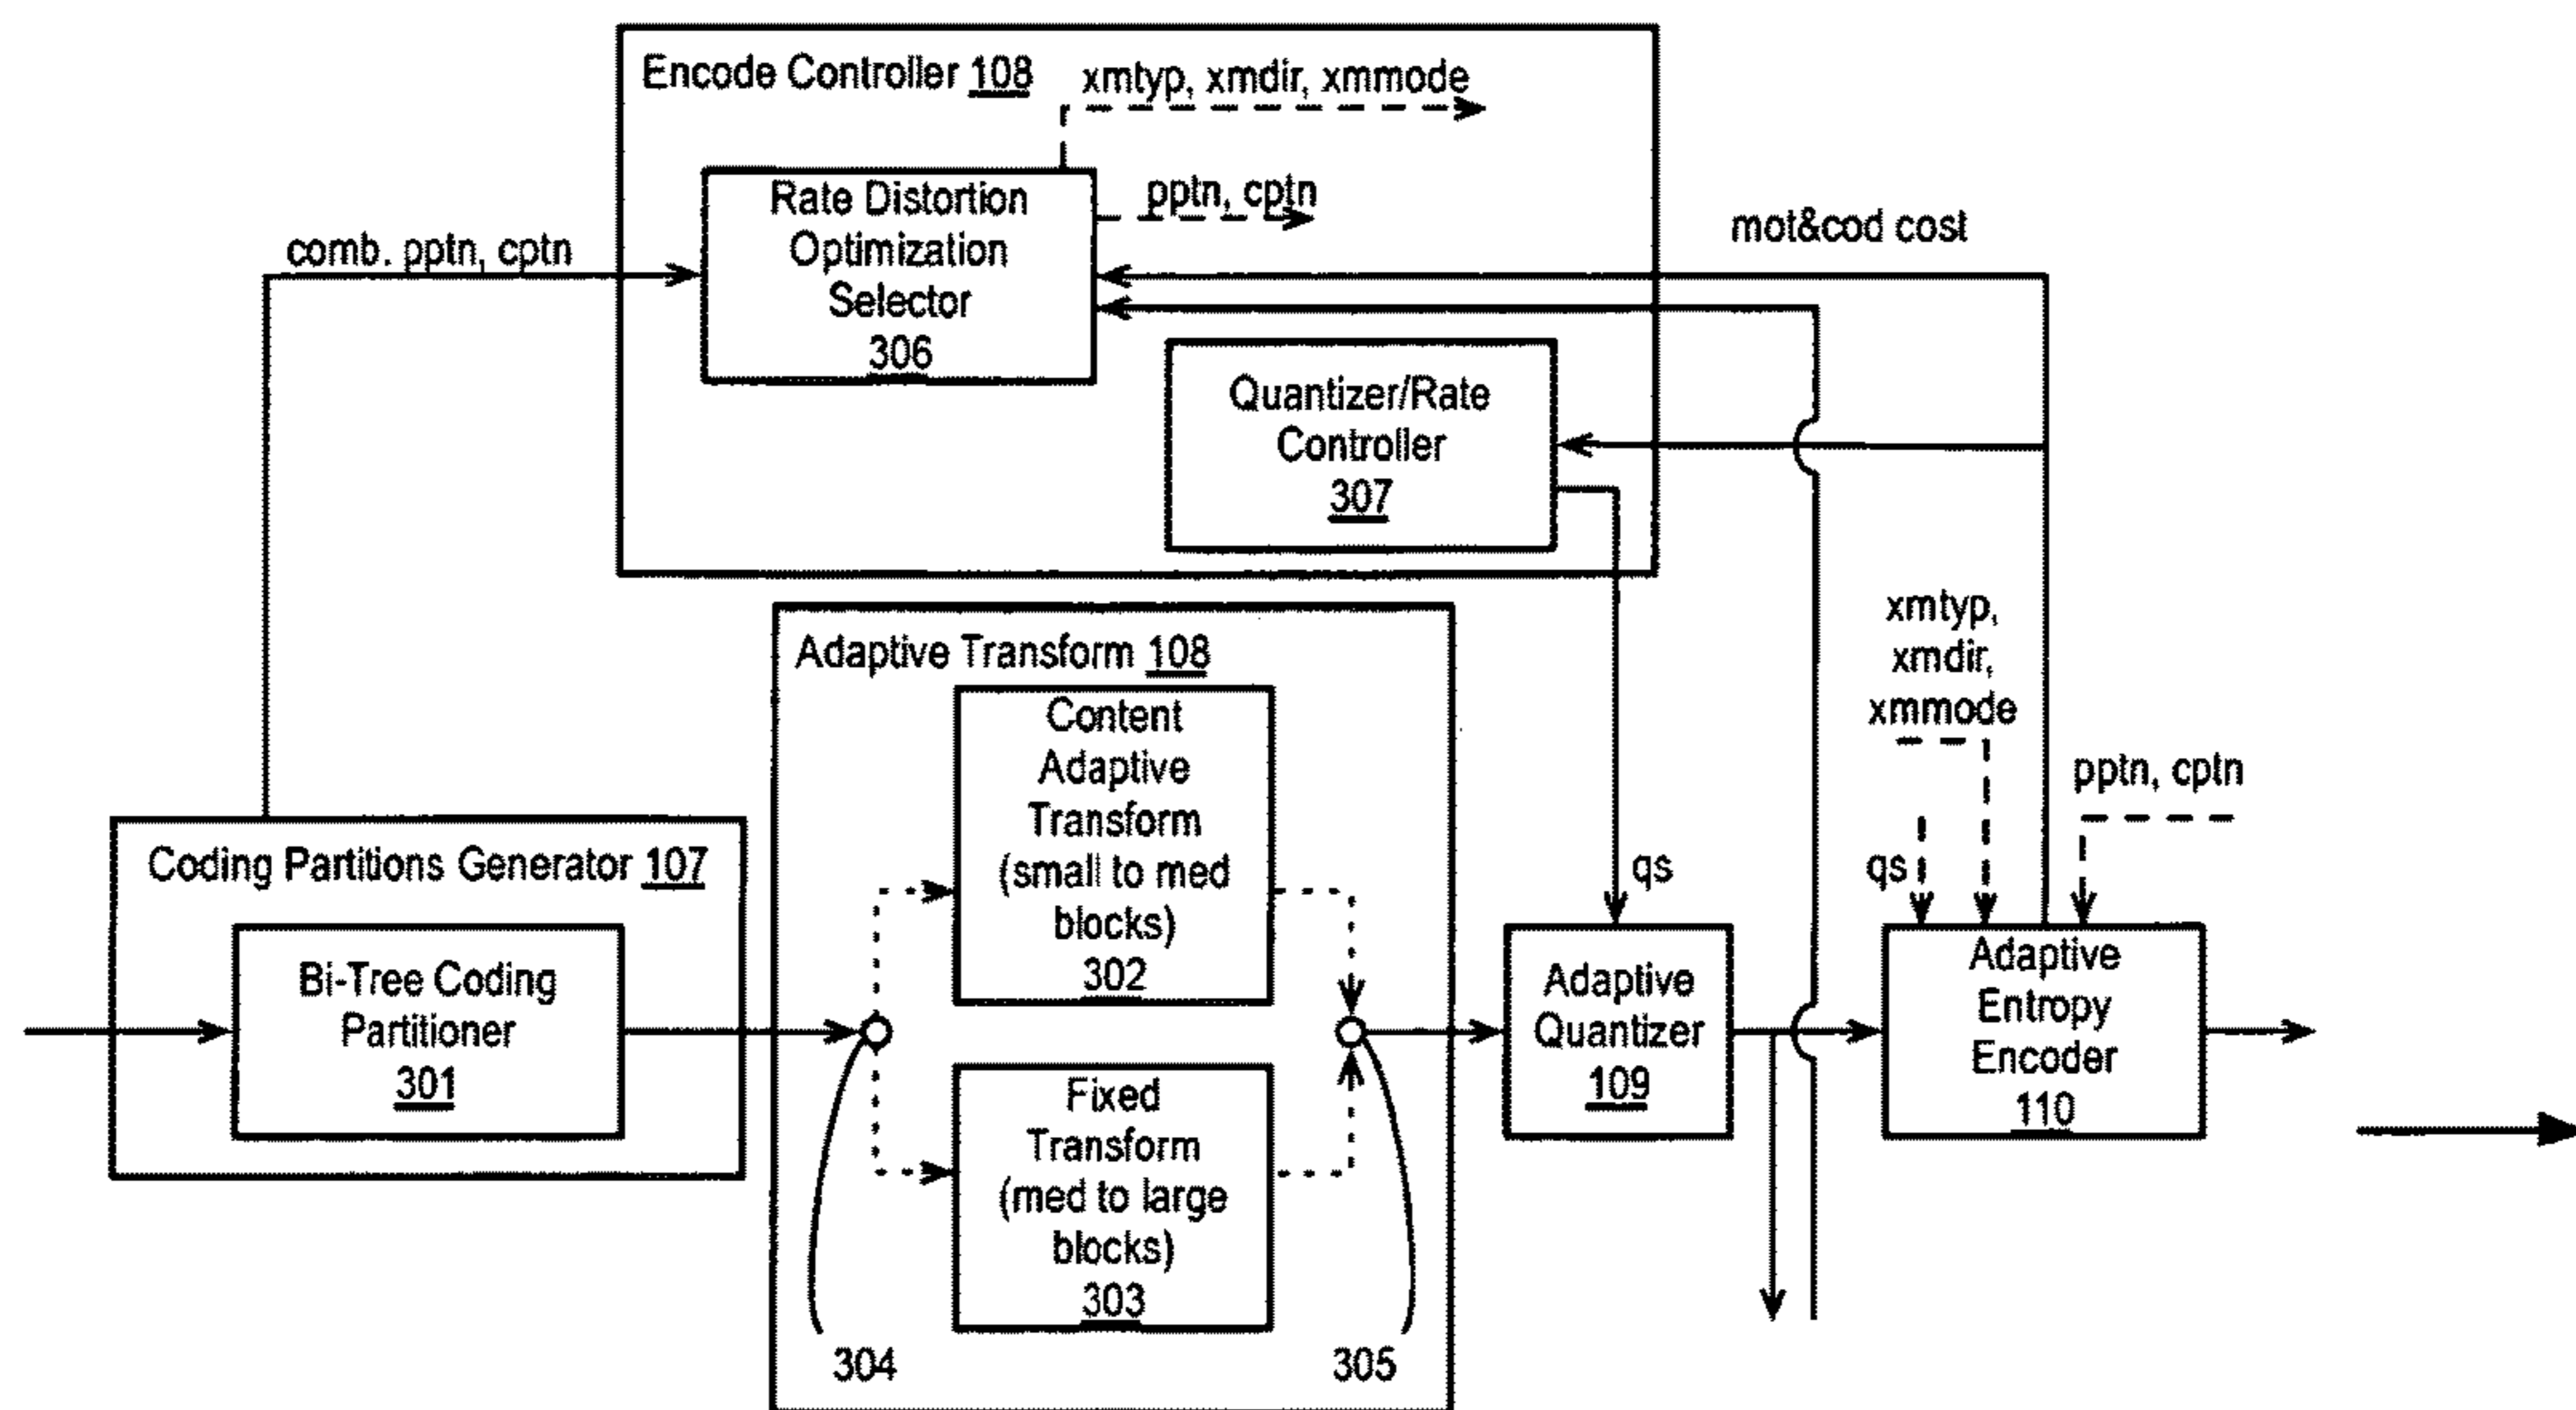 Encode Controller 108
xmtyp, xmdir, xmmode
Rate Distortion
Optimization
Selector
306
pptn, cptn
comb. pptn, cptn
mot&cod cost
Quantizer/Rate
Controller
307
xmtyp,
xmdir,
xmmode
Adaptive Transform 108
Content
Adaptive
Transform
(small to med
blocks)
302
pptn, cptn
Coding Partitions Generator 107
qs
qs
Bi-Tree Coding
Partitioner
301
Adaptive
Quantizer
109
Adaptive
Entropy
Encoder
110
Fixed
Transform
(med to large
blocks)
303
304
305